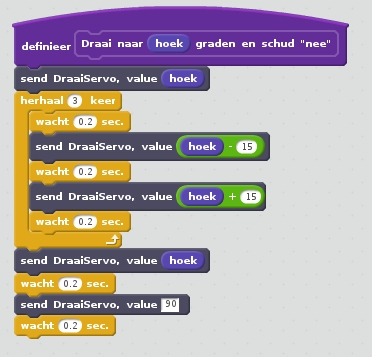 definieer Draai naar hoek graden en schud "nee"
send DraaiServo, value hoek
herhaal 3 keer
wacht 0.2 sec.
send DraaiServo, value hoek - 15
wacht 0.2 sec.
send DraaiServo, value hoek + 15
wacht 0.2 sec.
send DraaiServo, value hoek
wacht 0.2 sec.
send DraaiServo, value 90
wacht 0.2 sec.